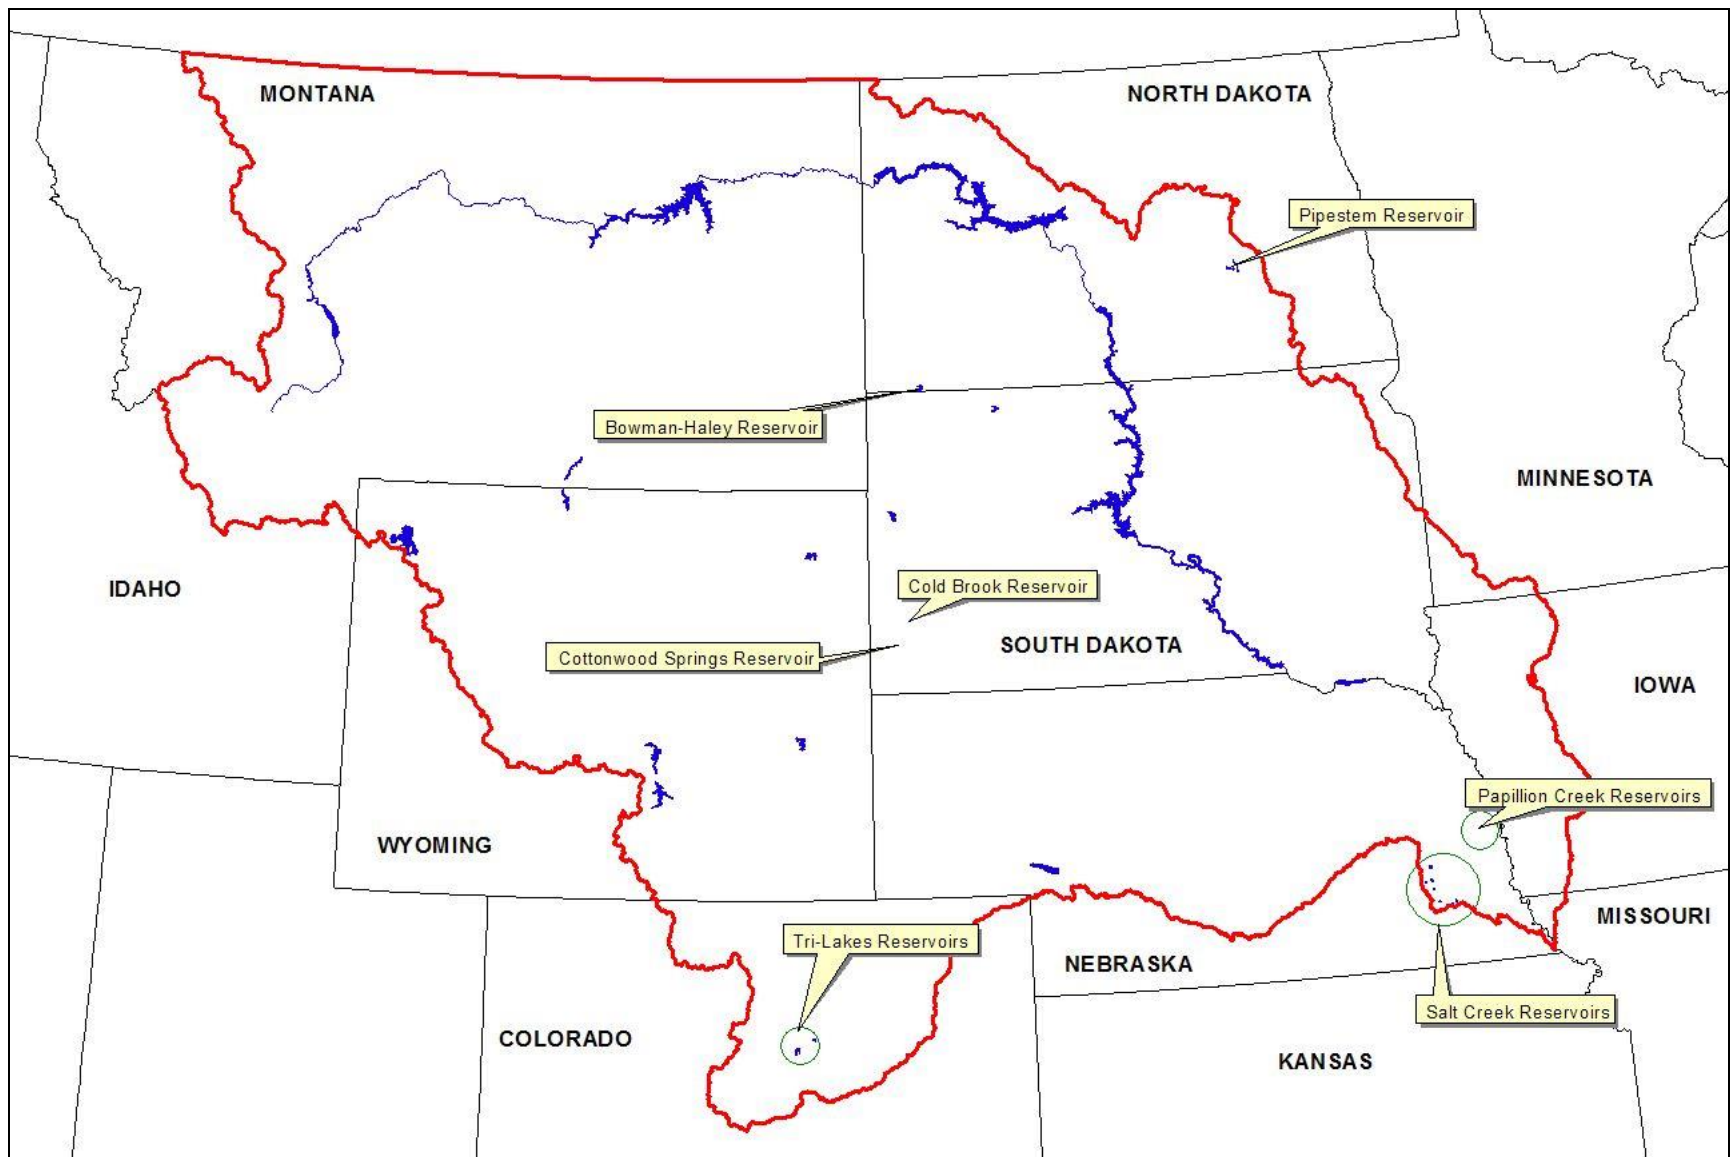 MONTANA
NORTH DAKOTA
Pipestem Reservoir
Bowman-Haley Reservoir
MINNESOTA
IDAHO
Cold Brook Reservoir
SOUTH DAKOTA
Cottonwood Springs Reservoir
IOWA
Papillion Creek Reservoirs
WYOMING
MISSOURI
Tri-Lakes Reservoirs
NEBRASKA
Salt Creek Reservoirs
COLORADO
KANSAS